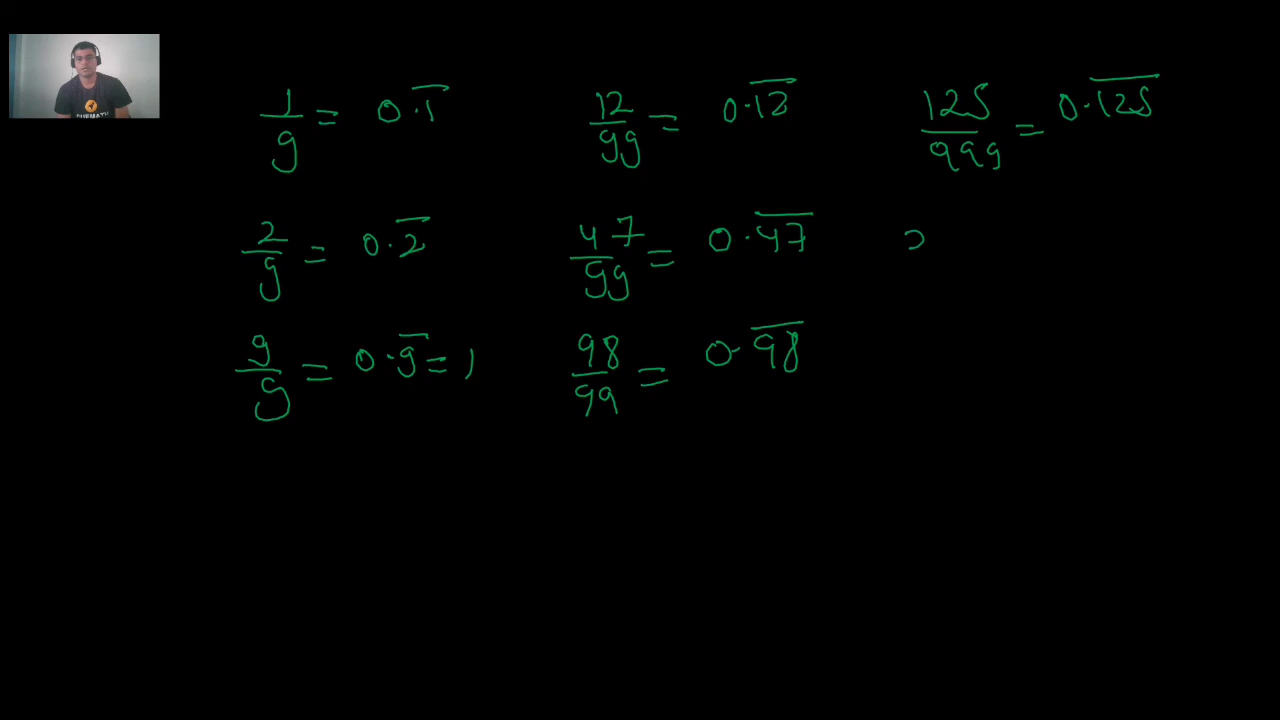 1/9 = 0.1̅ 12/99 = 0.1̅2̅ 125/999 = 0.1̅2̅5̅
2/9 = 0.2̅ 47/99 = 0.4̅7̅
9/9 = 0.9̅ = 1 98/99 = 0.9̅8̅